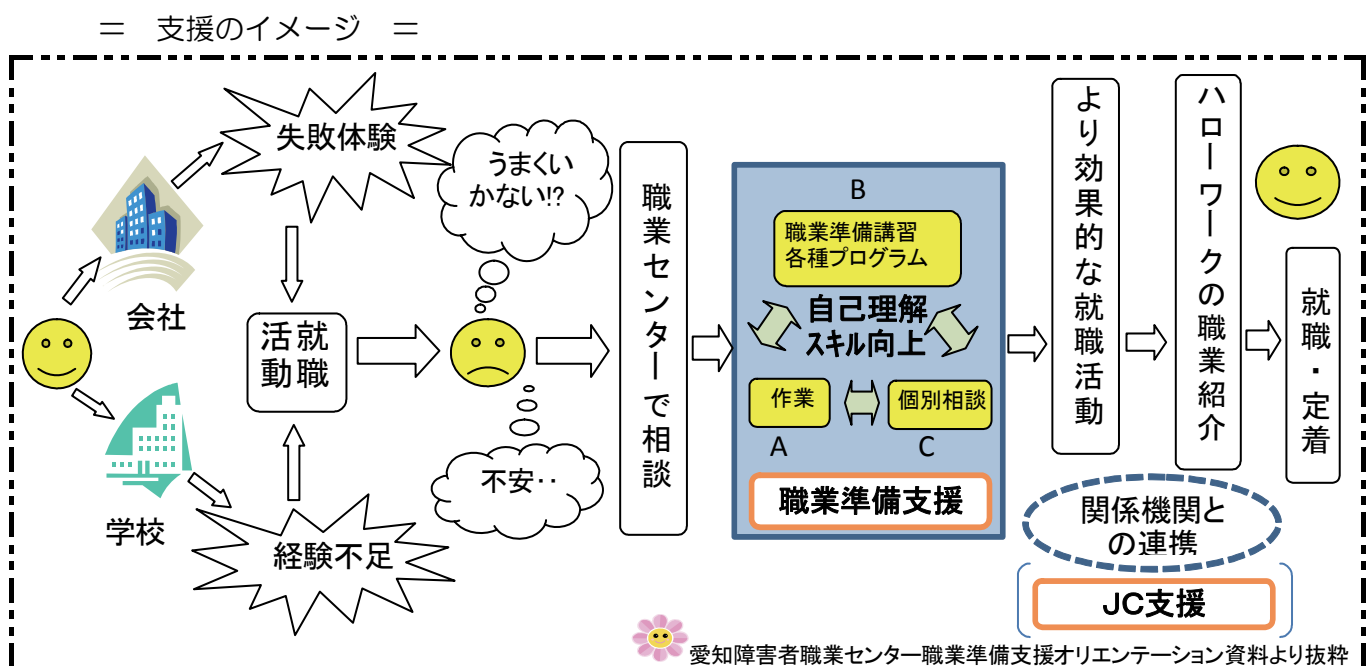 ＝　支援のイメージ　＝
失敗体験
会社
学校
経験不足
就職
活動
うまくい
かない!?
不安‥
職業センターで相談
B
職業準備講習
各種プログラム
自己理解
スキル向上
作業
個別相談
A
C
職業準備支援
より効果的な就職活動
ハローワークの職業紹介
就職・定着
関係機関と
の連携
JC支援
愛知障害者職業センター職業準備支援オリエンテーション資料より抜粋